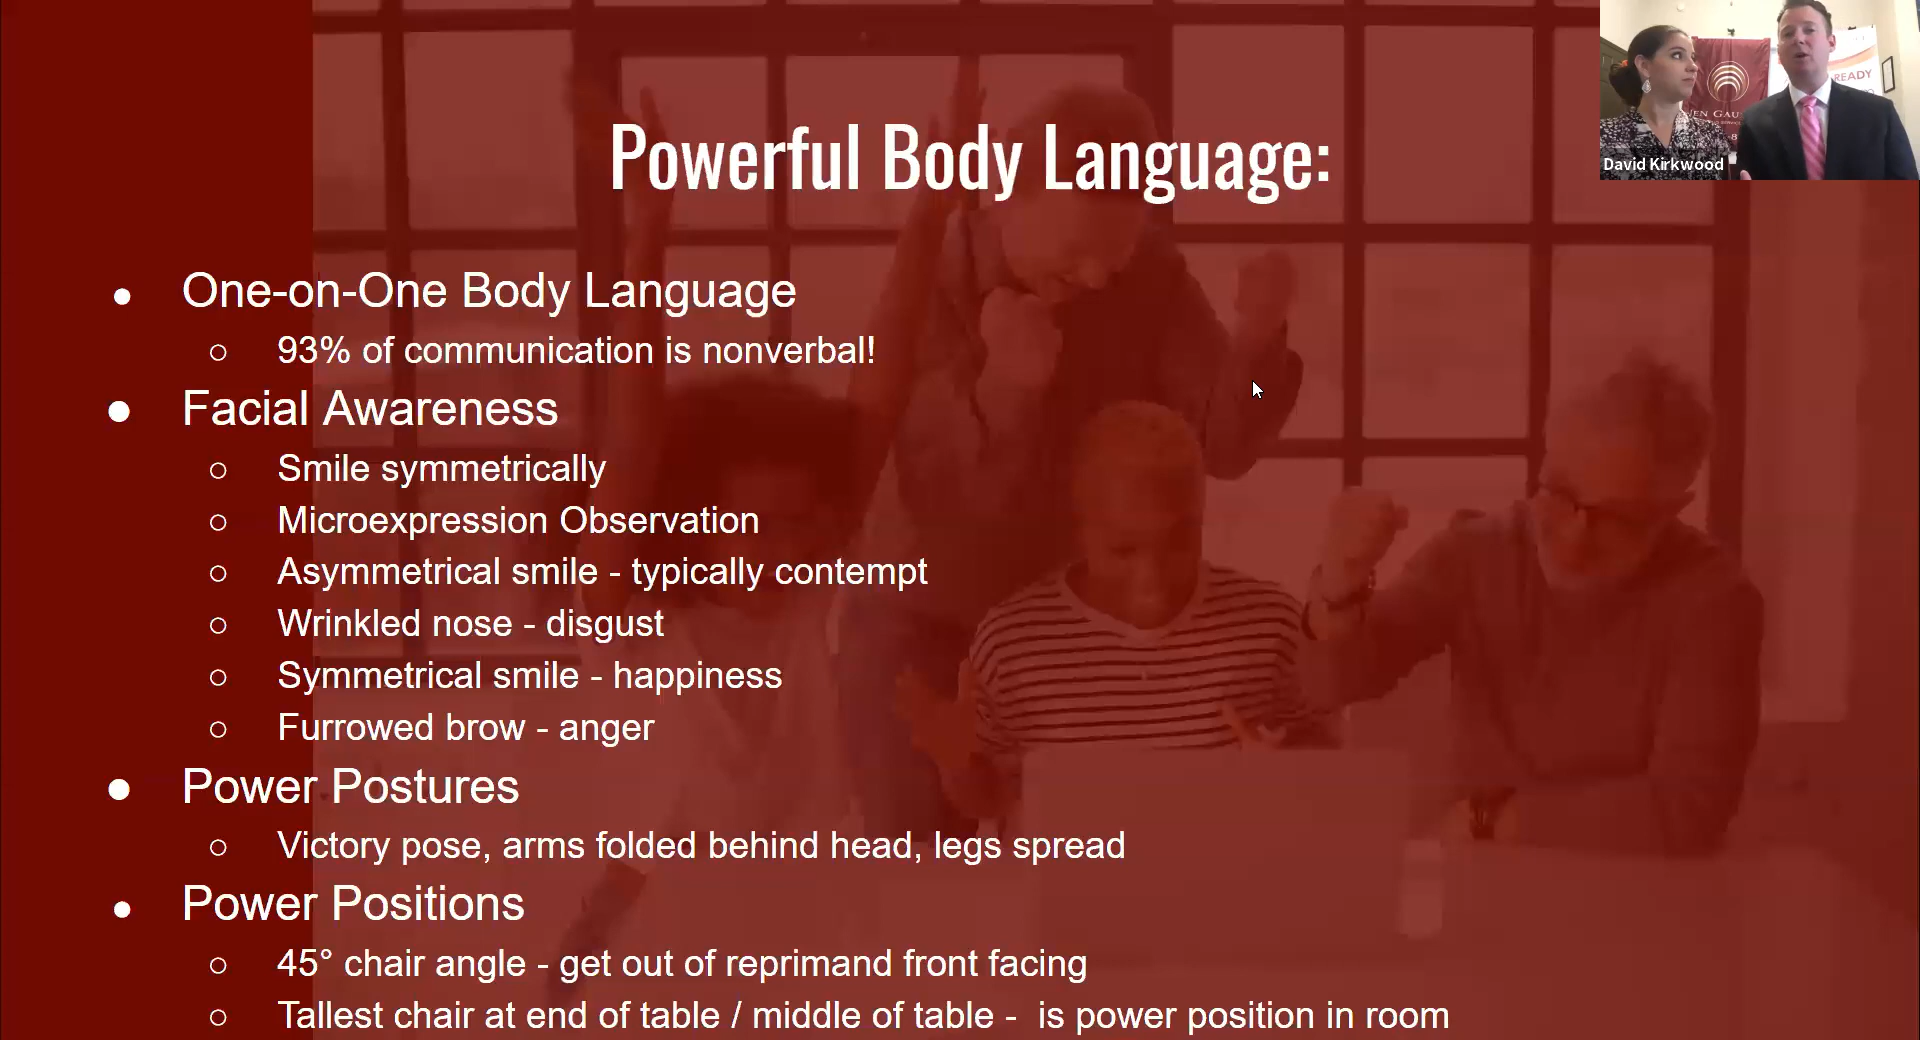 Powerful Body Language:
One-on-One Body Language
93% of communication is nonverbal!
Facial Awareness
Smile symmetrically
Microexpression Observation
Asymmetrical smile - typically contempt
Wrinkled nose - disgust
Symmetrical smile - happiness
Furrowed brow - anger
Power Postures
Victory pose, arms folded behind head, legs spread
Power Positions
45° chair angle - get out of reprimand front facing
Tallest chair at end of table / middle of table - is power position in room
READY
David Kirkwood